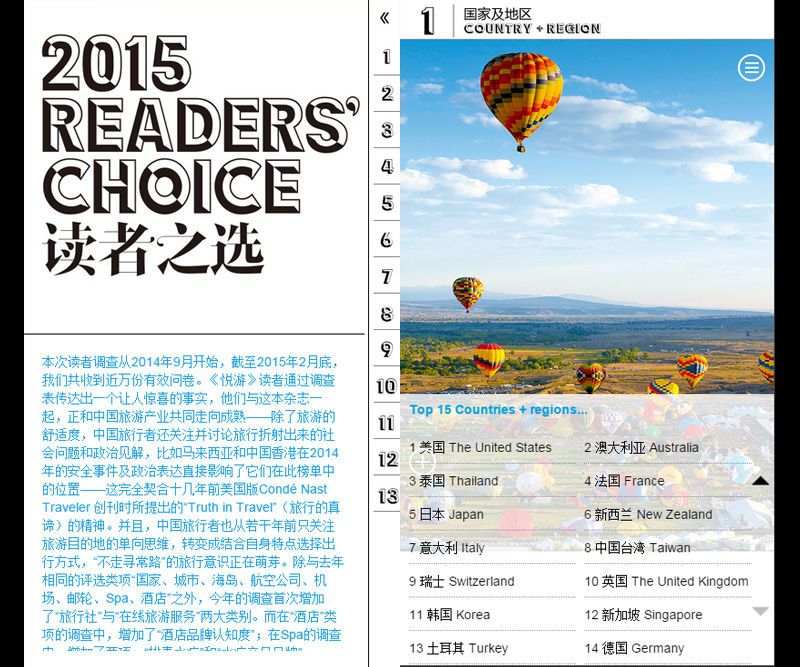 2015
READERS'
CHOICE
读者之选
本次读者调查从2014年9月开始，截至2015年2月底，
我们共收到近万份有效问卷。《悦游》读者通过调查
表传达出一个让人惊喜的事实，他们与这本杂志一
起，正和中国旅游产业共同走向成熟——除了旅游的
舒适度，中国旅行者还关注并讨论旅行折射出来的社
会问题和政治见解，比如马来西亚和中国香港在2014
年的安全事件及政治表达直接影响了它们在此榜单中
的位置——这完全契合十几年前美国版Condé Nast
Traveler 创刊时所提出的“Truth in Travel”（旅行的真
谛）的精神。并且，中国旅行者也从若干年前只关注
旅游目的地的单向思维，转变成结合自身特点选择出
行方式，“不走寻常路”的旅行意识正在萌芽。除与去年
相同的评选类项“国家、城市、海岛、航空公司、机
场、邮轮、Spa、酒店”之外，今年的调查首次增加
了“旅行社”与“在线旅游服务”两大类别。而在“酒店”类
项的调查中，增加了“酒店品牌认知度”；在Spa的调查
«
1
2
3
4
5
6
7
8
9
10
11
12
13
1
国家及地区
COUNTRY + REGION
Top 15 Countries + regions...
1 美国 The United States
2 澳大利亚 Australia
3 泰国 Thailand
4 法国 France
5 日本 Japan
6 新西兰 New Zealand
7 意大利 Italy
8 中国台湾 Taiwan
9 瑞士 Switzerland
10 英国 The United Kingdom
11 韩国 Korea
12 新加坡 Singapore
13 土耳其 Turkey
14 德国 Germany